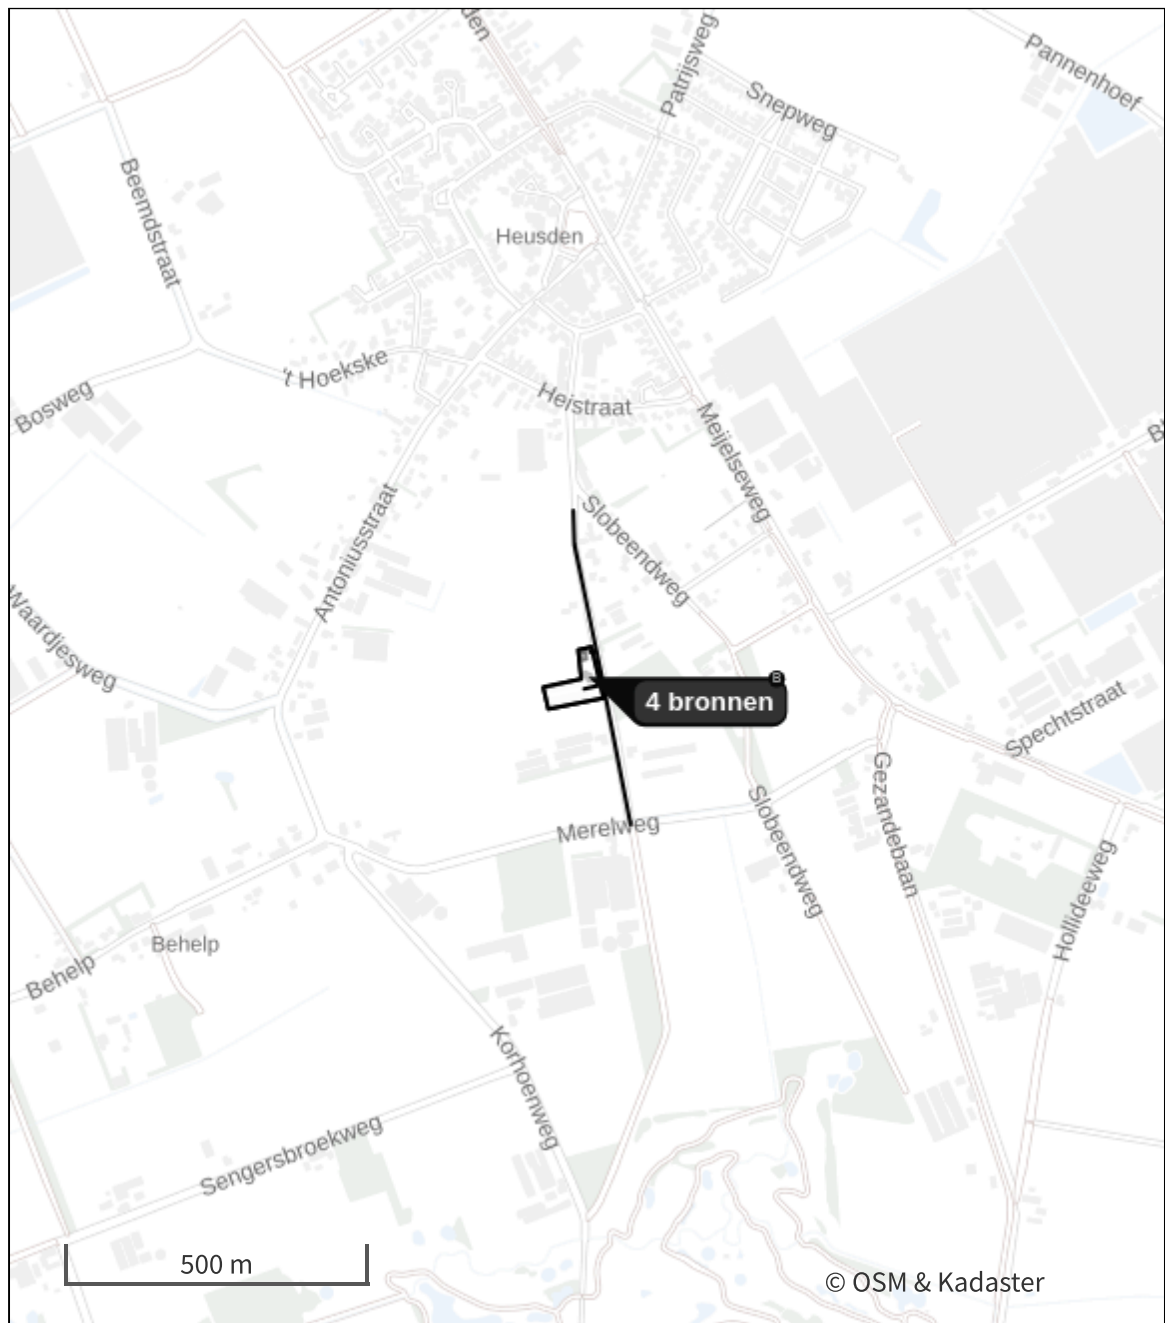 den
Patrijsweg
Pannenhoef
Snepweg
Beemdstraat
Heusden
't Hoekske
Bosweg
Heistraat
Meijelseweg
Antoniusstraat
Slobeendweg
Waardjesweg
B
4 bronnen
Spechtstraat
Gezandebaan
Slobeendweg
Merelweg
Hollideeweg
Behelp
Behelp
Korhoenweg
Sengersbroekweg
500 m
© OSM & Kadaster